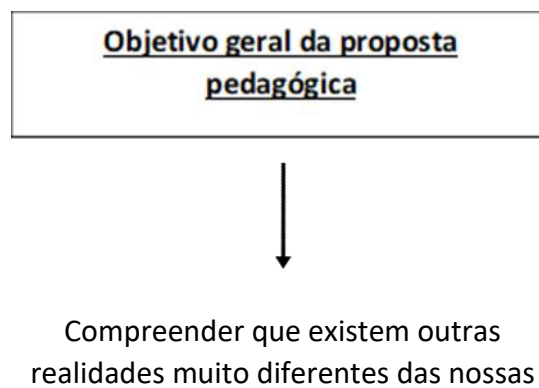 Objetivo geral da proposta
pedagógica
Compreender que existem outras
realidades muito diferentes das nossas